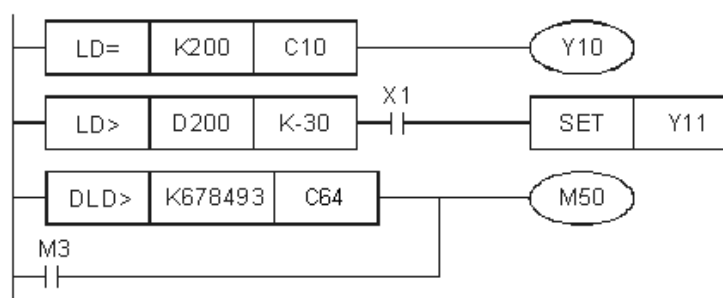 LD= K200 C10 Y10
X1
LD> D200 K-30 SET Y11
DLD> K678493 C64 M50
M3